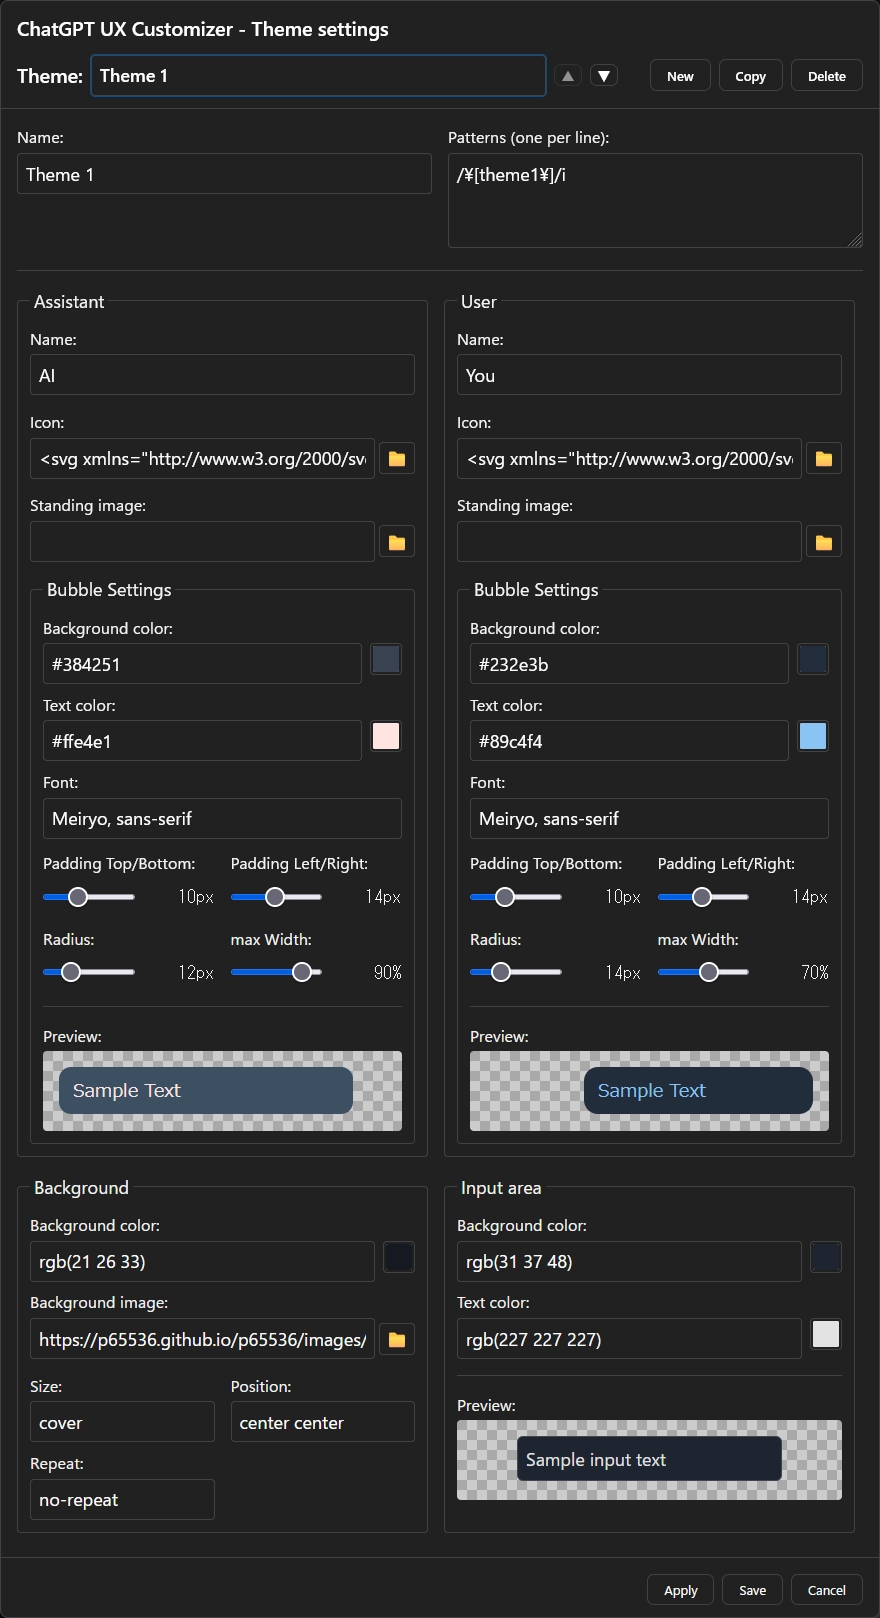 ChatGPT UX Customizer - Theme settings
Theme: Theme 1 ▲ ▼ New Copy Delete
Name:
Theme 1
Patterns (one per line):
/¥[theme1¥]/i
Assistant
Name:
AI
Icon:
<svg xmlns="http://www.w3.org/2000/sv
Standing image:
Bubble Settings
Background color:
#384251
Text color:
#ffe4e1
Font:
Meiryo, sans-serif
Padding Top/Bottom: Padding Left/Right:
10px 14px
Radius: max Width:
12px 90%
Preview:
Sample Text
User
Name:
You
Icon:
<svg xmlns="http://www.w3.org/2000/sv
Standing image:
Bubble Settings
Background color:
#232e3b
Text color:
#89c4f4
Font:
Meiryo, sans-serif
Padding Top/Bottom: Padding Left/Right:
10px 14px
Radius: max Width:
14px 70%
Preview:
Sample Text
Background
Background color:
rgb(21 26 33)
Background image:
https://p65536.github.io/p65536/images/
Size: Position:
cover center center
Repeat:
no-repeat
Input area
Background color:
rgb(31 37 48)
Text color:
rgb(227 227 227)
Preview:
Sample input text
Apply Save Cancel